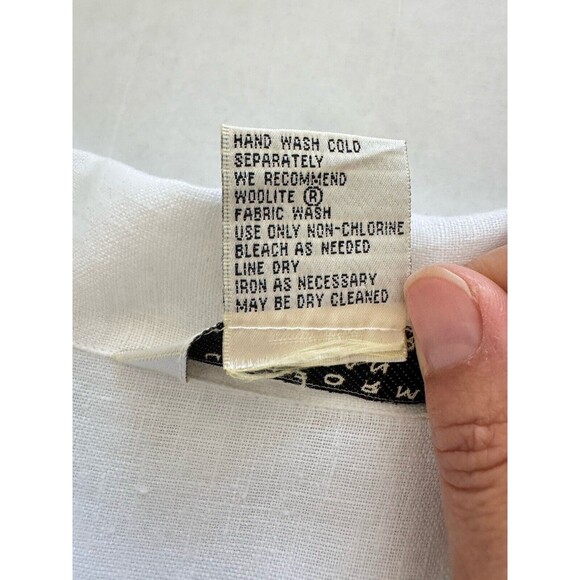 HAND WASH COLD
SEPARATELY
WE RECOMMEND
WOOLITE ®
FABRIC WASH
USE ONLY NON-CHLORINE
BLEACH AS NEEDED
LINE DRY
IRON AS NECESSARY
MAY BE DRY CLEANED